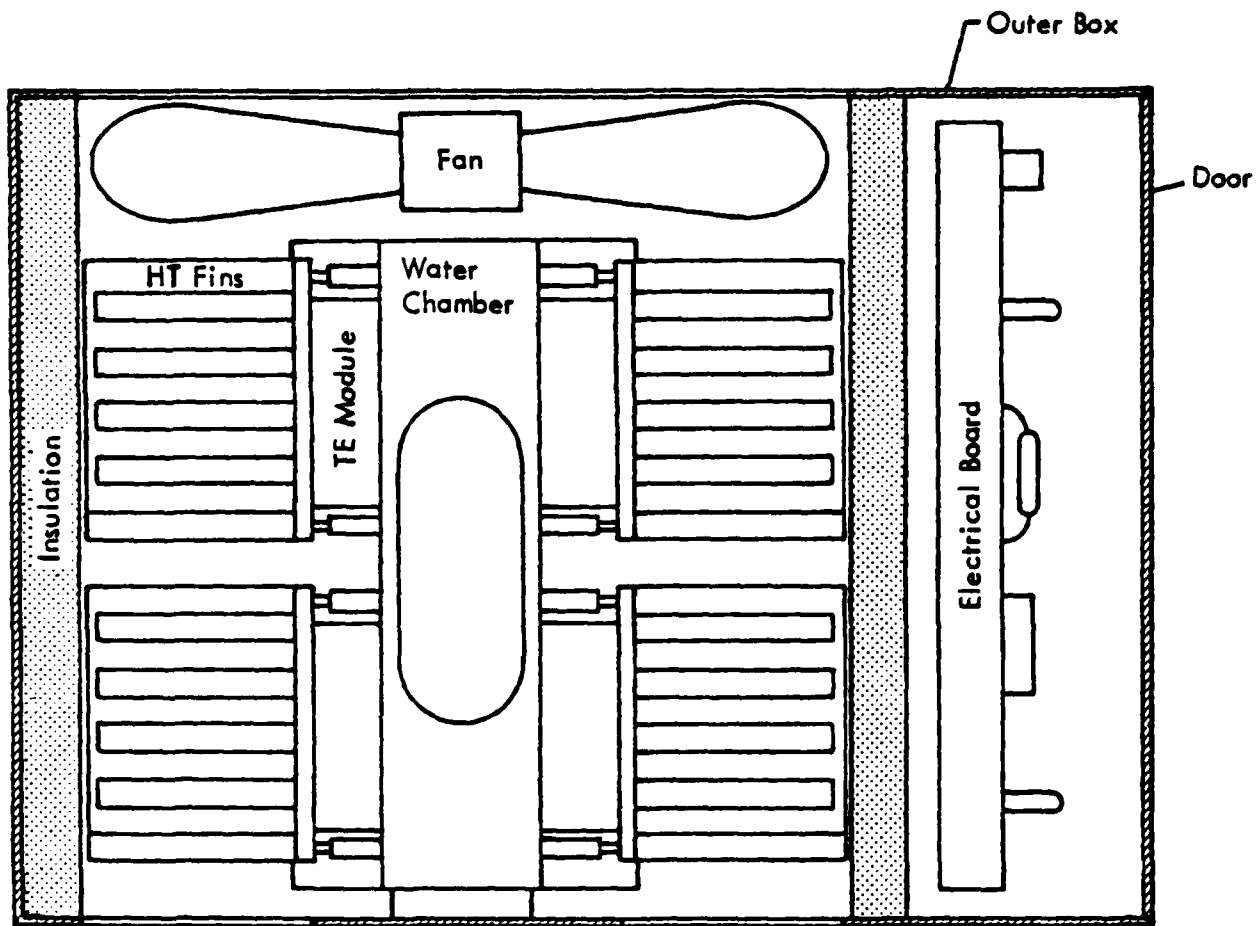 Outer Box
Fan
Door
HT Fins
Water
Chamber
TE Module
Insulation
Electrical Board